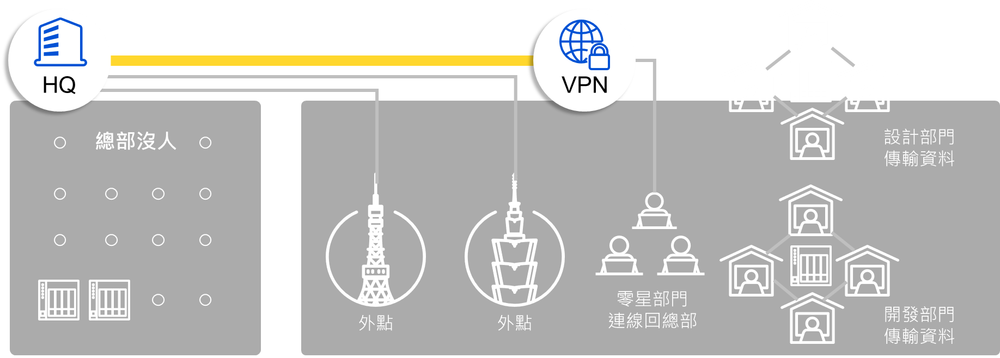 HQ
VPN
總部沒人
設計部門
傳輸資料
外點
外點
零星部門
連線回總部
開發部門
傳輸資料